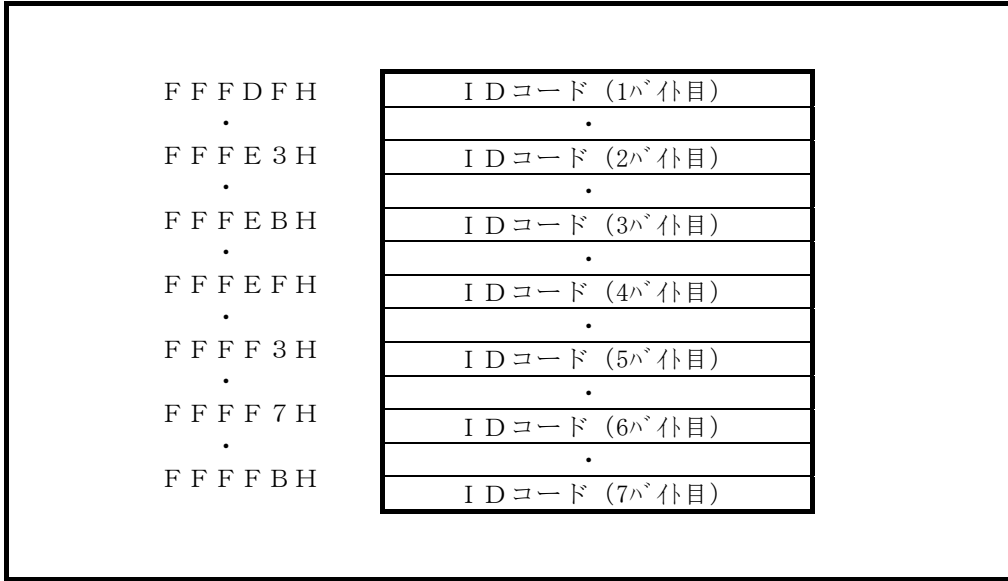 ＦＦＦＤＦＨ ＩＤコード（1ﾊﾞｲﾄ目）
・ ・
ＦＦＦＥ３Ｈ ＩＤコード（2ﾊﾞｲﾄ目）
・ ・
ＦＦＦＥＢＨ ＩＤコード（3ﾊﾞｲﾄ目）
・ ・
ＦＦＦＥＦＨ ＩＤコード（4ﾊﾞｲﾄ目）
・ ・
ＦＦＦＦ３Ｈ ＩＤコード（5ﾊﾞｲﾄ目）
・ ・
ＦＦＦＦ７Ｈ ＩＤコード（6ﾊﾞｲﾄ目）
・ ・
ＦＦＦＦＢＨ ＩＤコード（7ﾊﾞｲﾄ目）